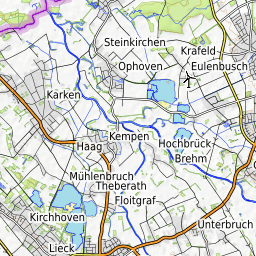 Steinkirchen
Krafeld
Ophoven
Eulenbusch
Karken
Kempen
Haag
Hochbrück
Brehm
Mühlenbruch
Theberath
Floitgraf
Kirchhoven
Unterbruch
Lieck